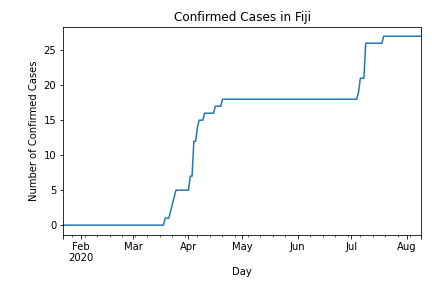 Confirmed Cases in Fiji
Number of Confirmed Cases
25
20
15
10
5
0
Feb Mar Apr May Jun Jul Aug
2020
Day